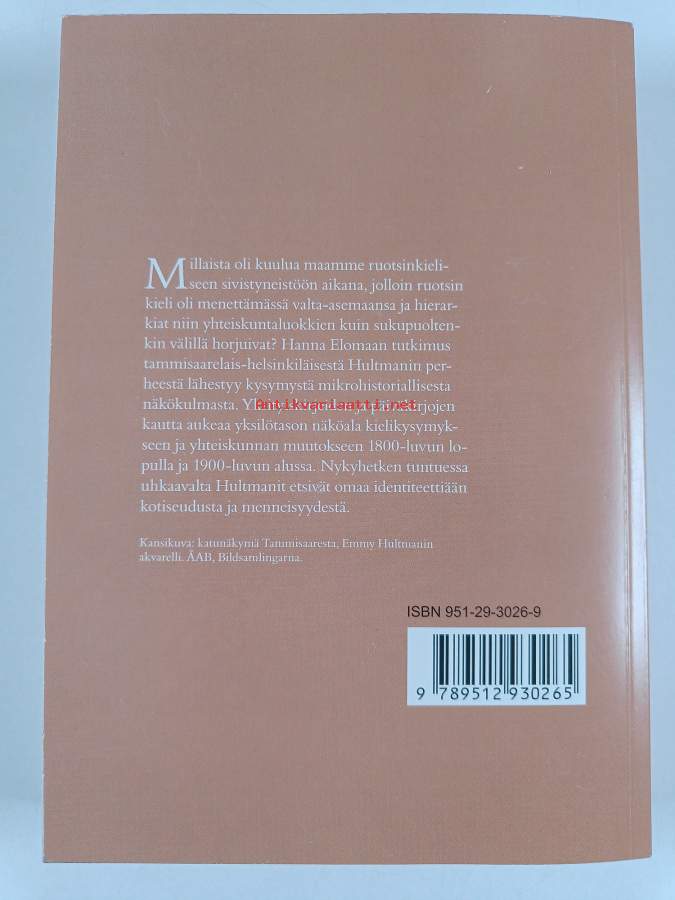 Millaista oli kuulua maamme ruotsinkieli-
seen sivistyneistöön aikana, jolloin ruotsin
kieli oli menettämässä valta-asemaansa ja hierar-
kiat niin yhteiskuntaluokkien kuin sukupuolten-
kin välillä horjuivat? Hanna Elomaan tutkimus
tammisaarelais-helsinkiläisestä Hultmanin per-
heestä lähestyy kysymystä mikrohistoriallisesta
näkökulmasta.
Antikvariaatti.net
kautta aukeaa yksilötason näköala kielikysymyk-
seen ja yhteiskunnan muutokseen 1800-luvun lo-
pulla ja 1900-luvun alussa. Nykyhetken tuntuessa
uhkaavalta Hultmanit etsivät omaa identiteettiään
kotiseudusta ja menneisyydestä.
Kansikuva: katunäkymä Tammisaaresta, Emmy Hultmanin
akvarelli. ÅAB, Bildsamlingarna.
ISBN 951-29-3026-9
9 789512 930265